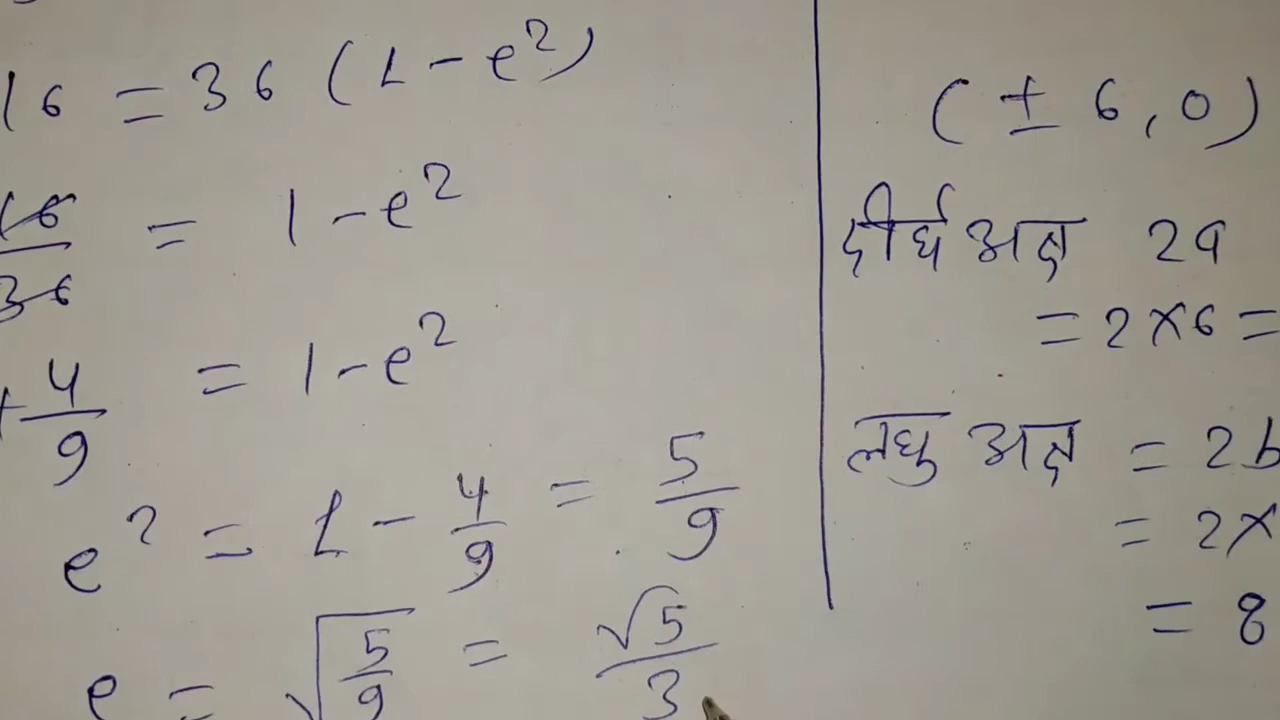 16 = 36 (1 - e²)
16/36 = 1 - e²
+ 4/9 = 1 - e²
e² = 1 - 4/9 = 5/9
e = √(5/9) = √5/3
(± 6, 0)
दीर्घ अक्ष 2a
= 2×6 =
लघु अक्ष = 2b
= 2×
= 8